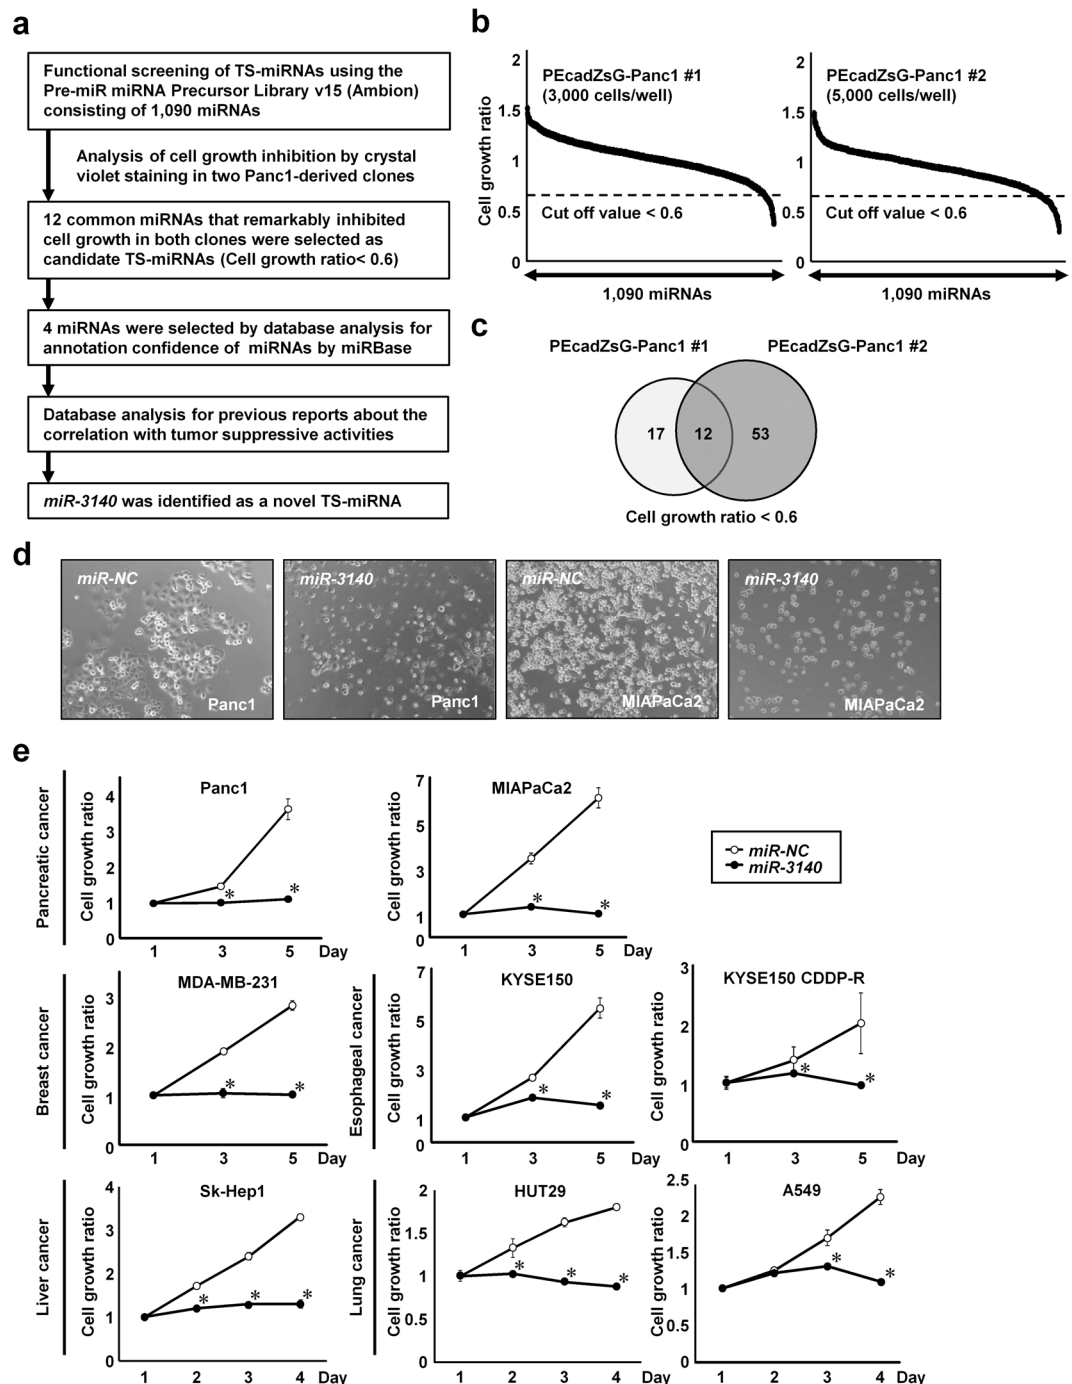 a
Functional screening of TS-miRNAs using the
Pre-miR miRNA Precursor Library v15 (Ambion)
consisting of 1,090 miRNAs
Analysis of cell growth inhibition by crystal
violet staining in two Panc1-derived clones
12 common miRNAs that remarkably inhibited
cell growth in both clones were selected as
candidate TS-miRNAs (Cell growth ratio< 0.6)
4 miRNAs were selected by database analysis for
annotation confidence of miRNAs by miRBase
Database analysis for previous reports about the
correlation with tumor suppressive activities
miR-3140 was identified as a novel TS-miRNA
b
Cell growth ratio
2
1.5
1
0.5
0
PEcadZsG-Panc1 #1
(3,000 cells/well)
Cut off value < 0.6
1,090 miRNAs
2
1.5
1
0.5
0
PEcadZsG-Panc1 #2
(5,000 cells/well)
Cut off value < 0.6
1,090 miRNAs
c
PEcadZsG-Panc1 #1
PEcadZsG-Panc1 #2
17
12
53
Cell growth ratio < 0.6
d
miR-NC
Panc1
miR-3140
Panc1
miR-NC
MIAPaCa2
miR-3140
MIAPaCa2
e
Pancreatic cancer
Cell growth ratio
Panc1
4
3
2
1
0
* *
1 3 5 Day
Cell growth ratio
MIAPaCa2
7
5
3
1
0
* *
1 3 5 Day
miR-NC
miR-3140
Breast cancer
Cell growth ratio
MDA-MB-231
3
2
1
0
* *
1 3 5 Day
Esophageal cancer
Cell growth ratio
KYSE150
7
5
3
1
0
* *
1 3 5 Day
Cell growth ratio
KYSE150 CDDP-R
3
2
1
0
* *
1 3 5 Day
Liver cancer
Cell growth ratio
Sk-Hep1
4
3
2
1
0
* * *
1 2 3 4 Day
Lung cancer
Cell growth ratio
HUT29
2
1.5
1
0.5
0
* * *
1 2 3 4 Day
Cell growth ratio
A549
2.5
2
1.5
1
0.5
0
* *
1 2 3 4 Day